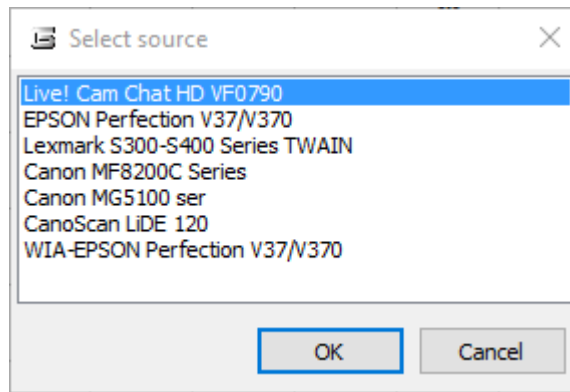 Select source
Live! Cam Chat HD VF0790
EPSON Perfection V37/V370
Lexmark S300-S400 Series TWAIN
Canon MF8200C Series
Canon MG5100 ser
CanoScan LiDE 120
WIA-EPSON Perfection V37/V370
OK Cancel